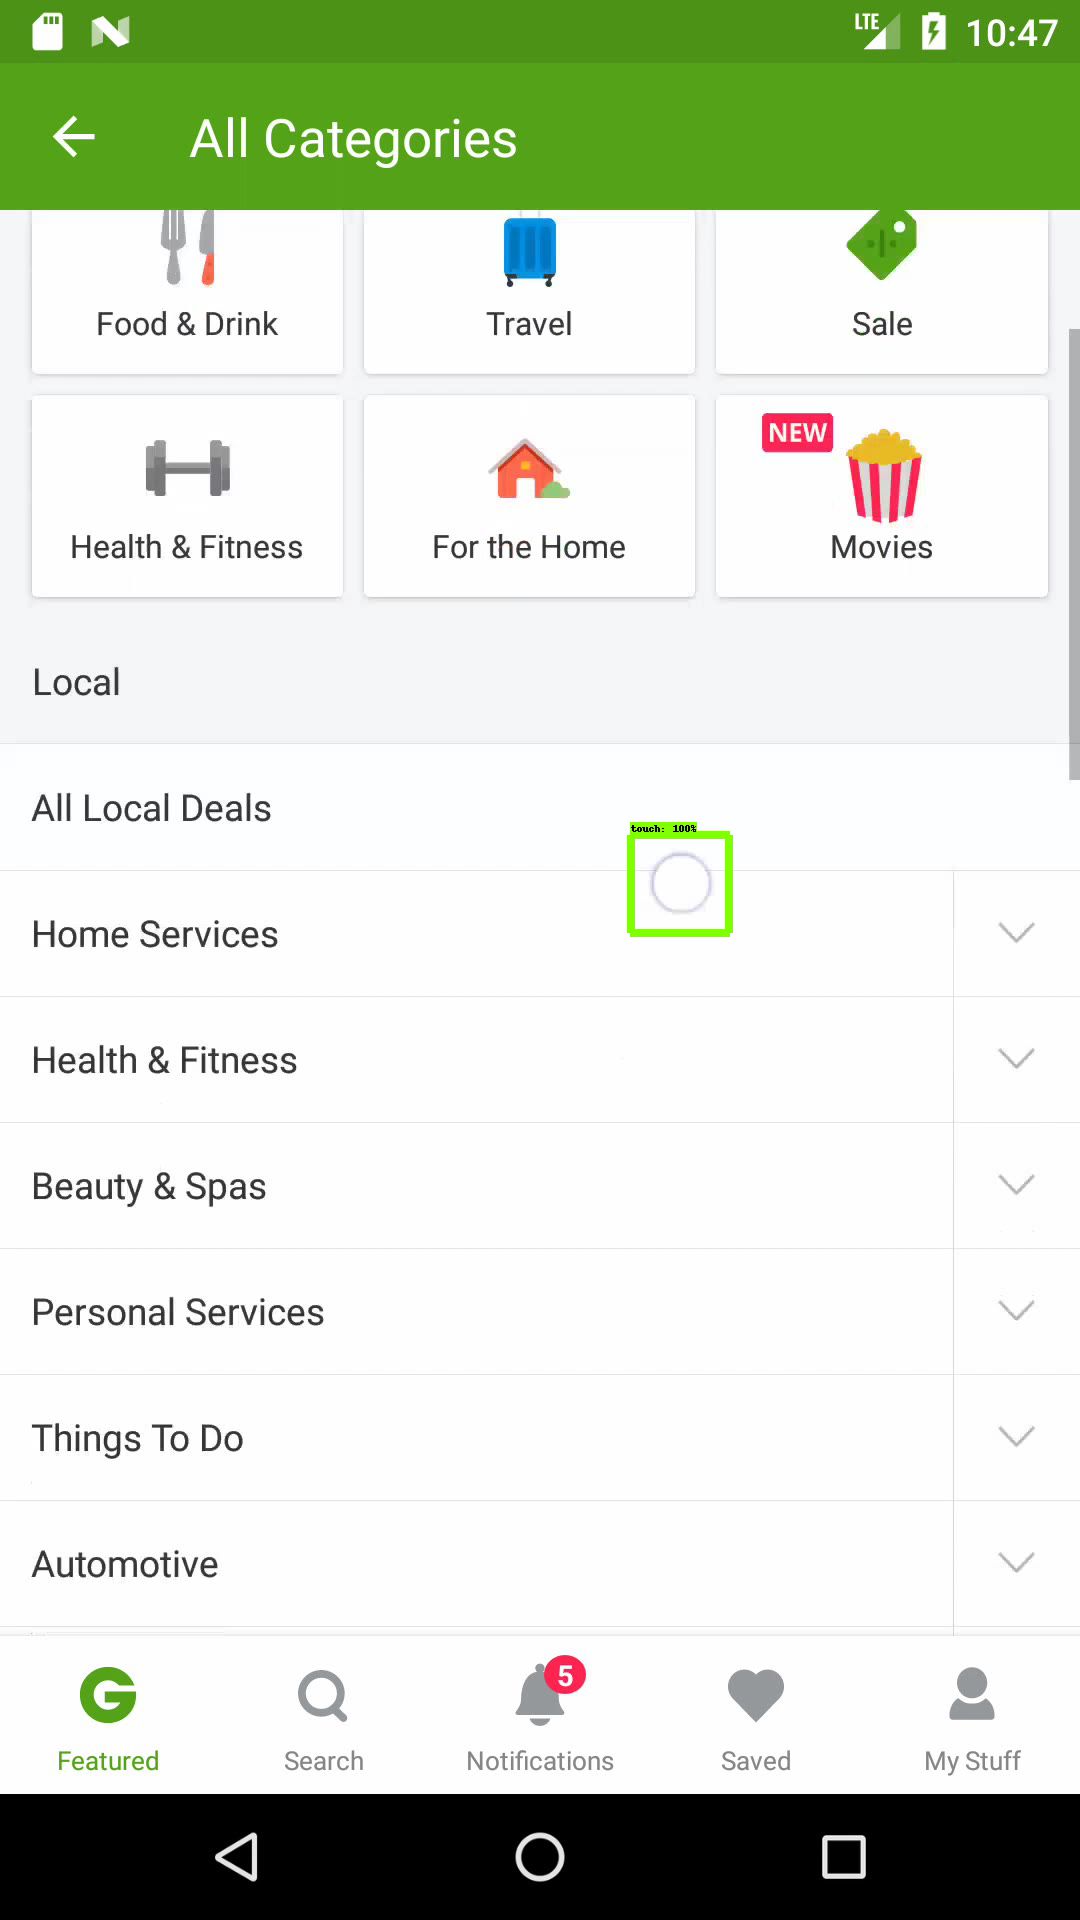 LTE 10:47
All Categories
Food & Drink
Travel
Sale
NEW
Health & Fitness
For the Home
Movies
Local
All Local Deals
touch: 100%
Home Services
Health & Fitness
Beauty & Spas
Personal Services
Things To Do
Automotive
5
Featured
Search
Notifications
Saved
My Stuff